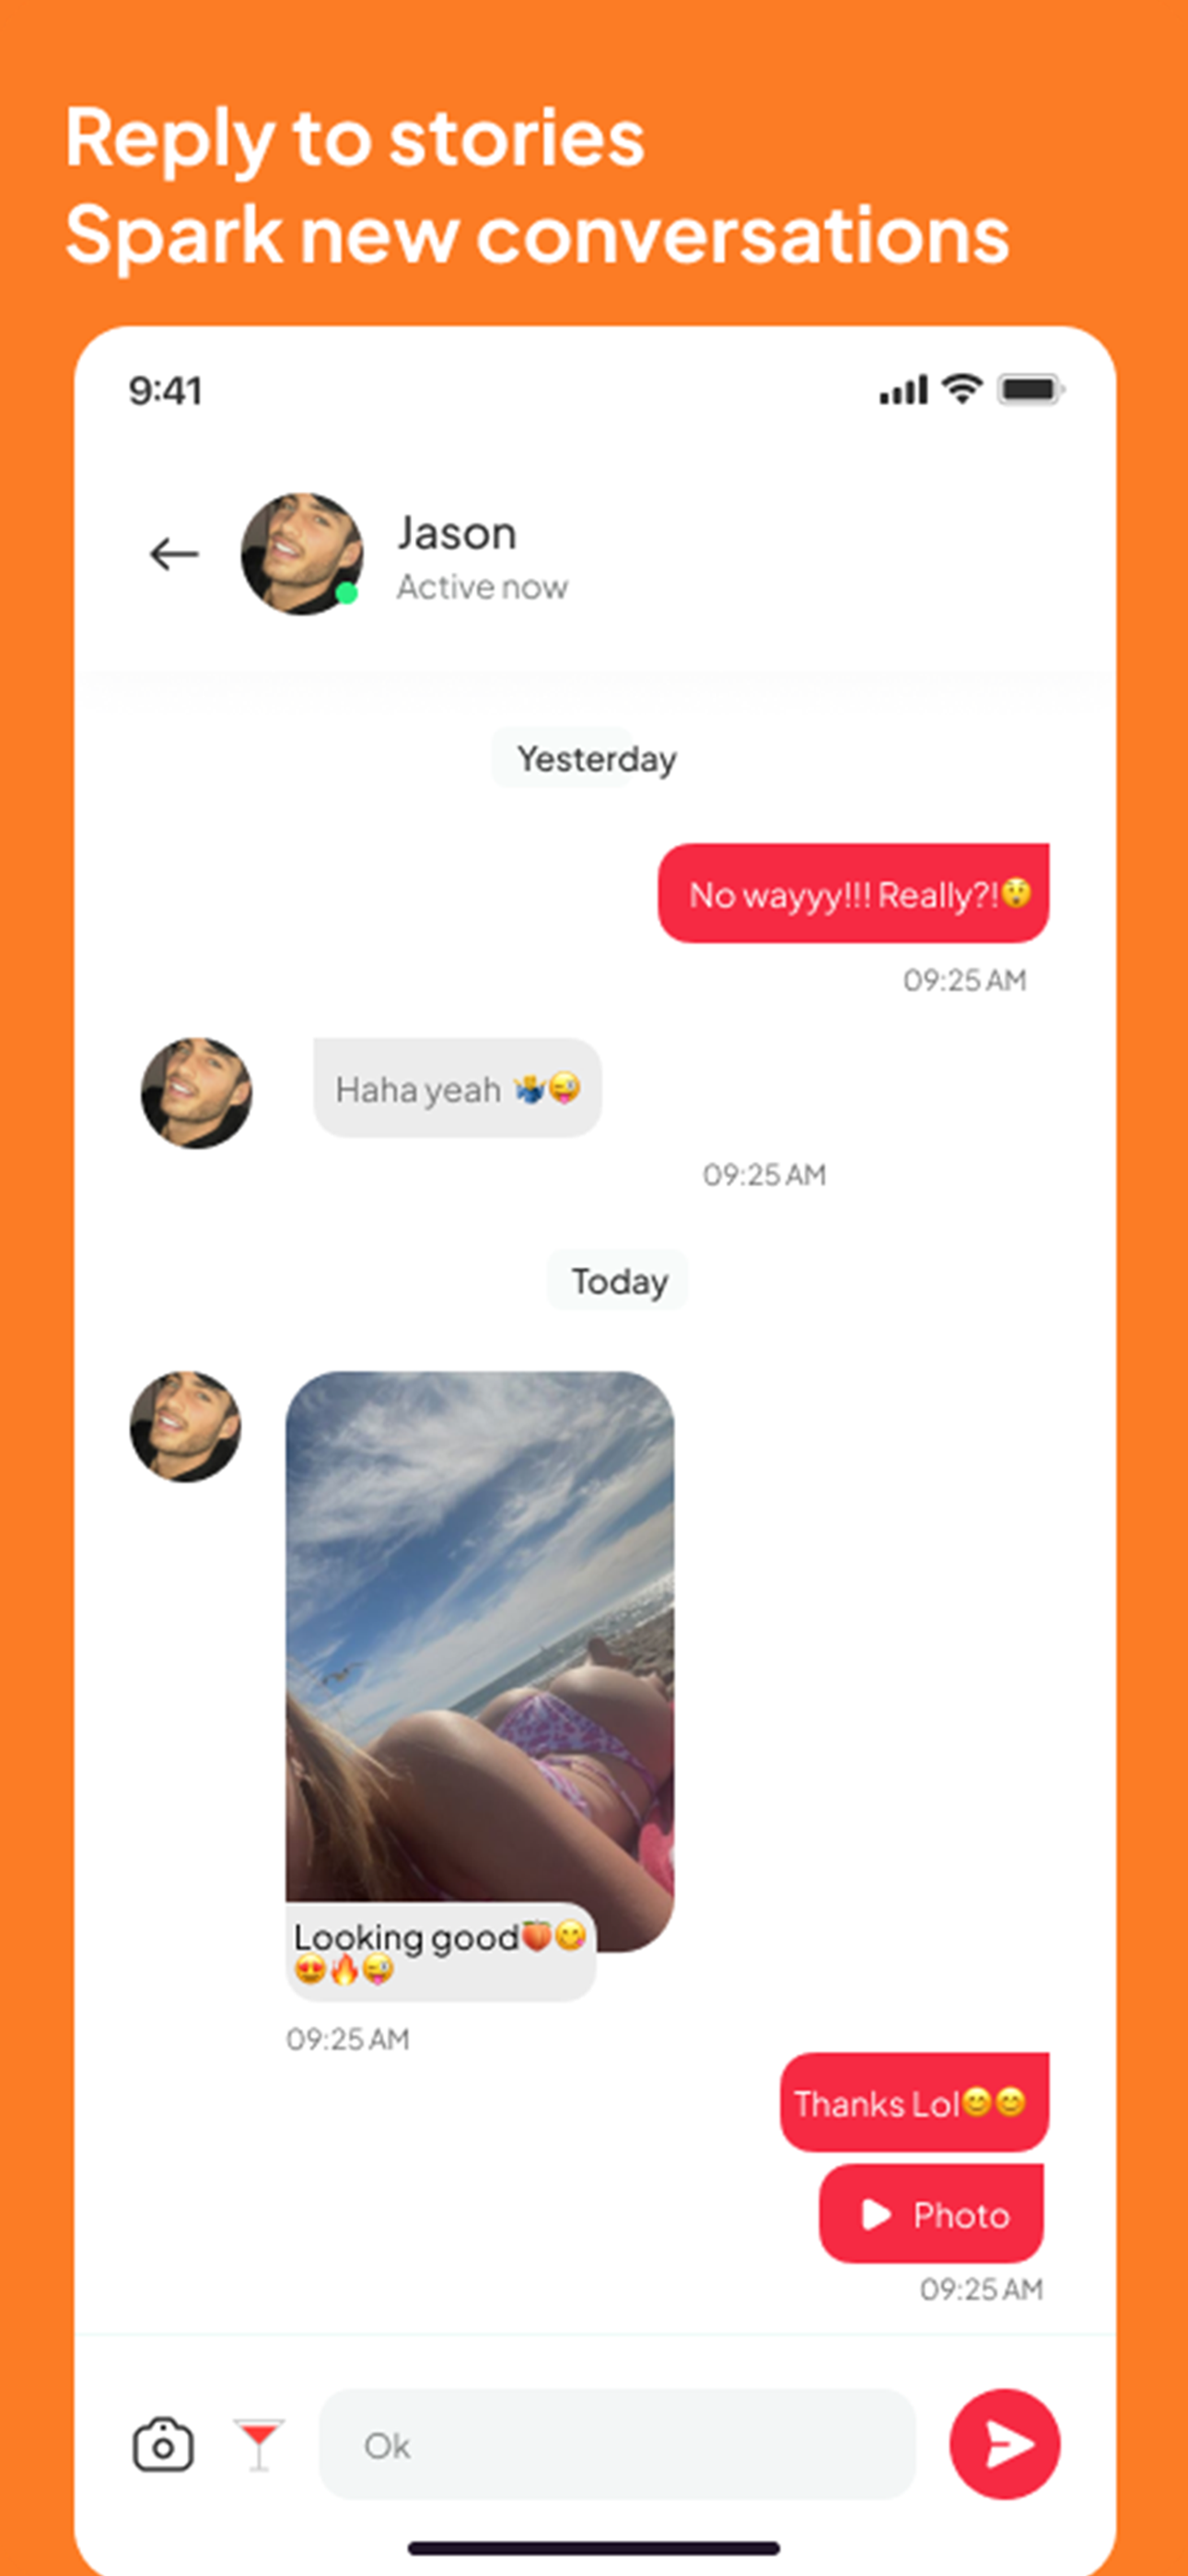 Reply to stories
Spark new conversations
9:41
Jason
Active now
Yesterday
No wayyy!!! Really?!😲
09:25 AM
Haha yeah 🤷‍♂️😜
09:25 AM
Today
Looking good🍑😋
😍🔥😜
09:25 AM
Thanks Lol😊😊
Photo
09:25 AM
Ok